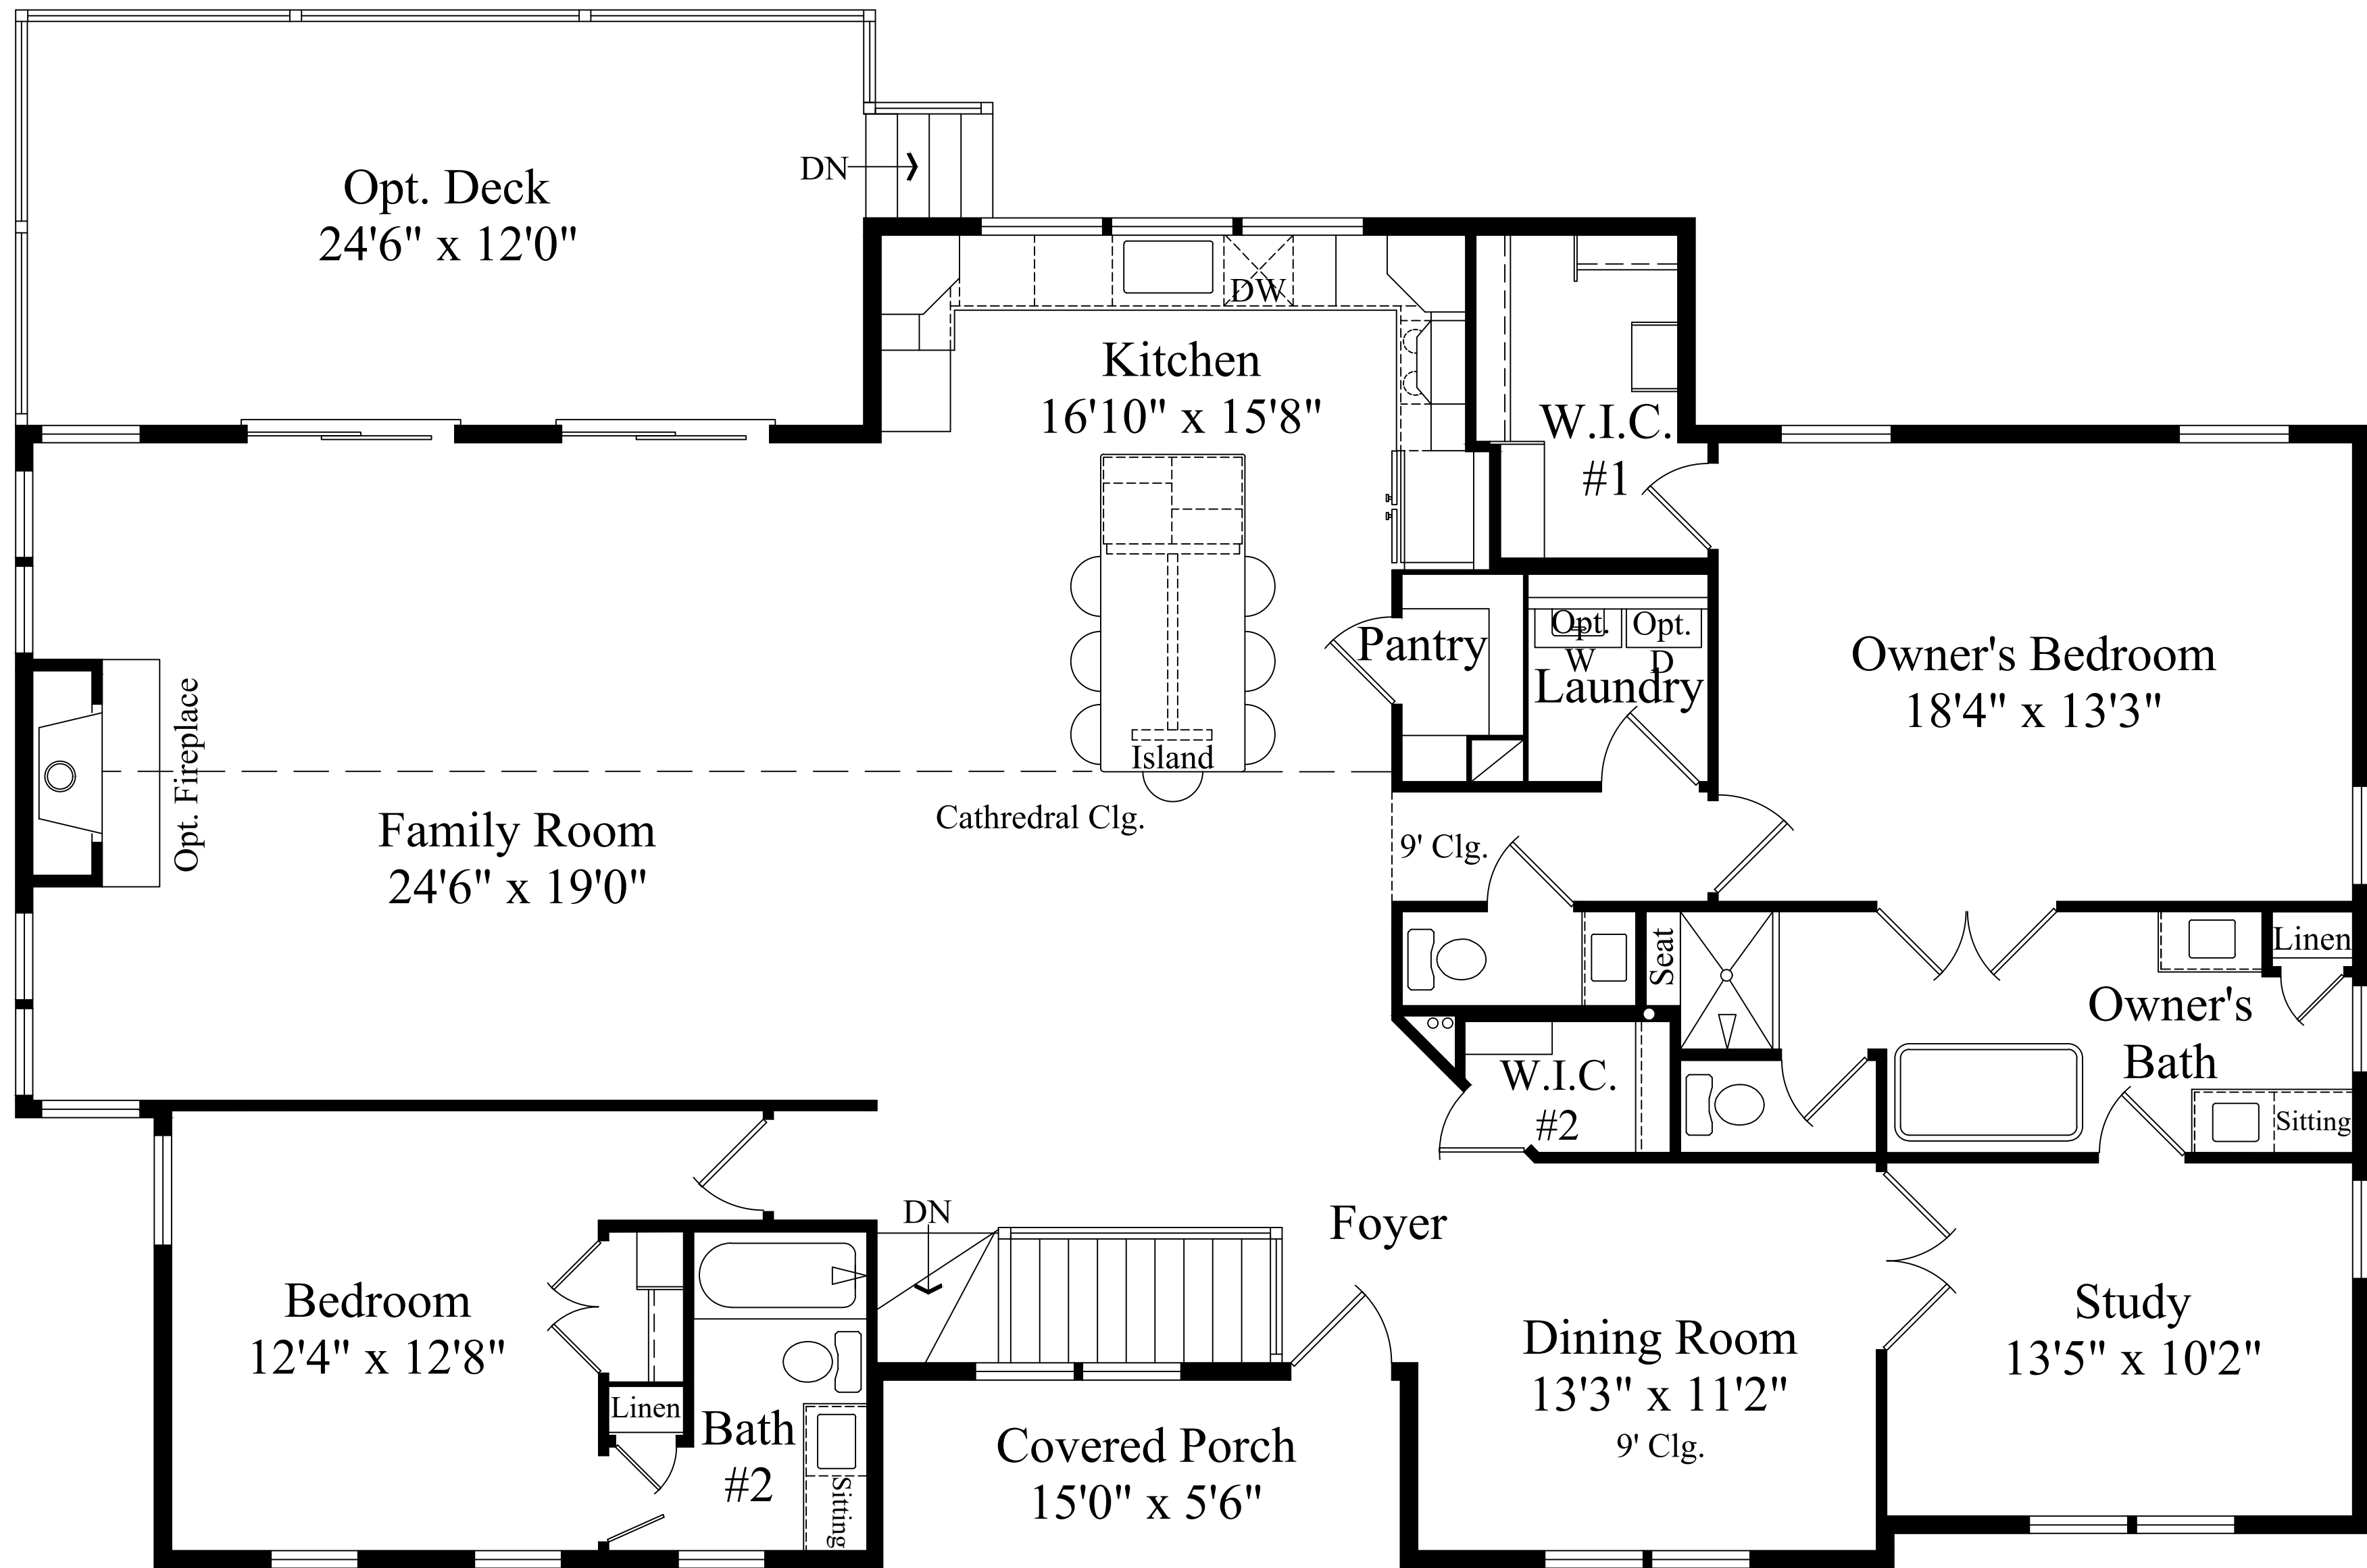 Opt. Deck
24'6" x 12'0"
DN
DW
Kitchen
16'10" x 15'8"
W.I.C.
#1
Opt.
W
Opt.
D
Pantry
Laundry
Owner's Bedroom
18'4" x 13'3"
Island
Opt. Fireplace
Family Room
24'6" x 19'0"
Cathredral Clg.
9' Clg.
Seat
Linen
Owner's
Bath
Sitting
W.I.C.
#2
DN
Foyer
Bedroom
12'4" x 12'8"
Linen
Bath
#2
Sitting
Covered Porch
15'0" x 5'6"
Dining Room
13'3" x 11'2"
9' Clg.
Study
13'5" x 10'2"